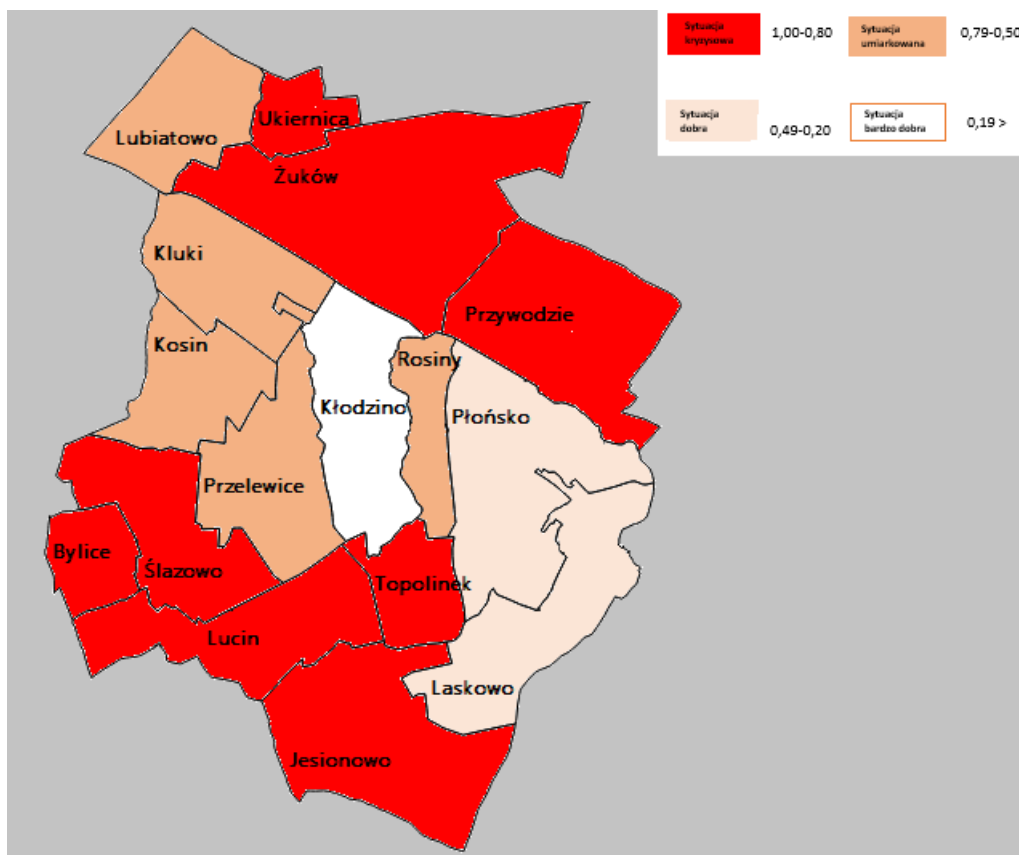 Sytuacja
kryzysowa
1,00-0,80
Sytuacja
umiarkowana
0,79-0,50
Sytuacja
dobra
0,49-0,20
Sytuacja
bardzo dobra
0,19 >
Lubiatowo
Ukiernica
Żuków
Kluki
Przywodzie
Kosin
Rosiny
Kłodzino
Płońsko
Przelewice
Bylice
Ślazowo
Topolinek
Lucin
Laskowo
Jesionowo